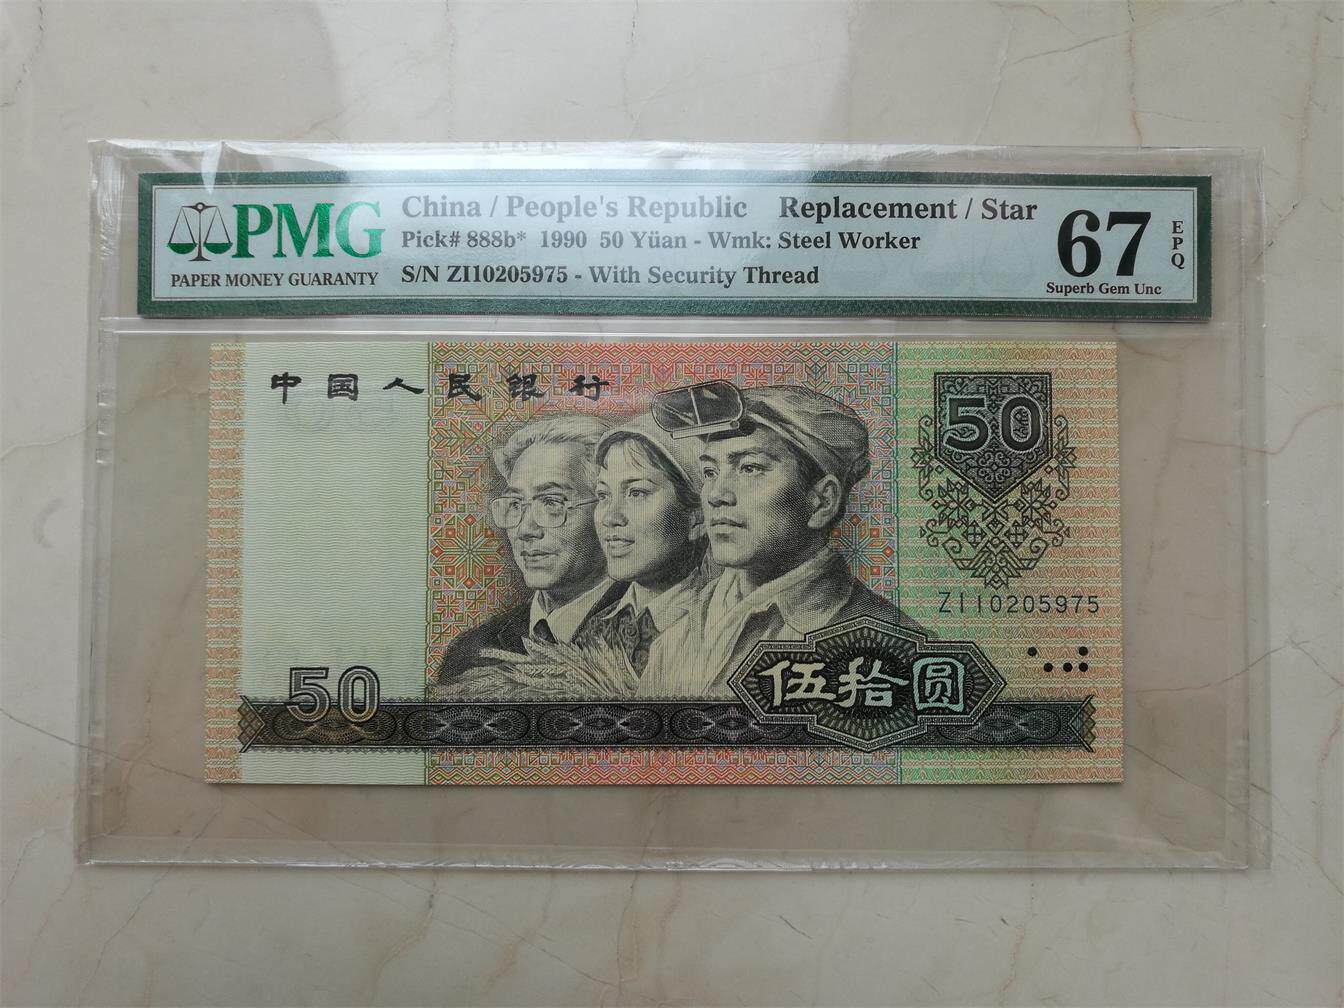 PMG
PAPER MONEY GUARANTY
China / People's Republic Replacement / Star
Pick# 888b* 1990 50 Yüan - Wmk: Steel Worker
S/N ZI10205975 - With Security Thread
67
EPQ
Superb Gem Unc
中国人民银行
50
ZI10205975
50
伍拾圆